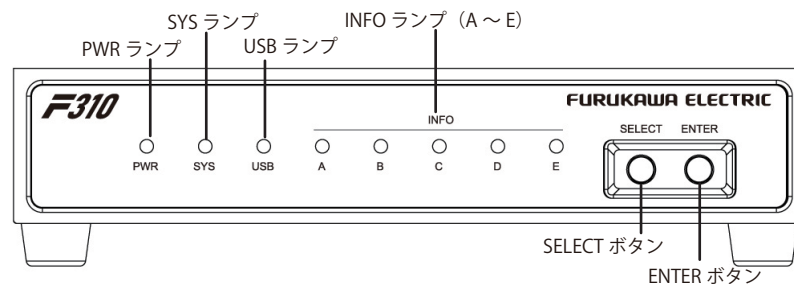 INFO ランプ（A ～ E）
SYS ランプ
PWR ランプ
USB ランプ
F310
FURUKAWA ELECTRIC
INFO
SELECT ENTER
PWR SYS USB A B C D E
SELECT ボタン
ENTER ボタン